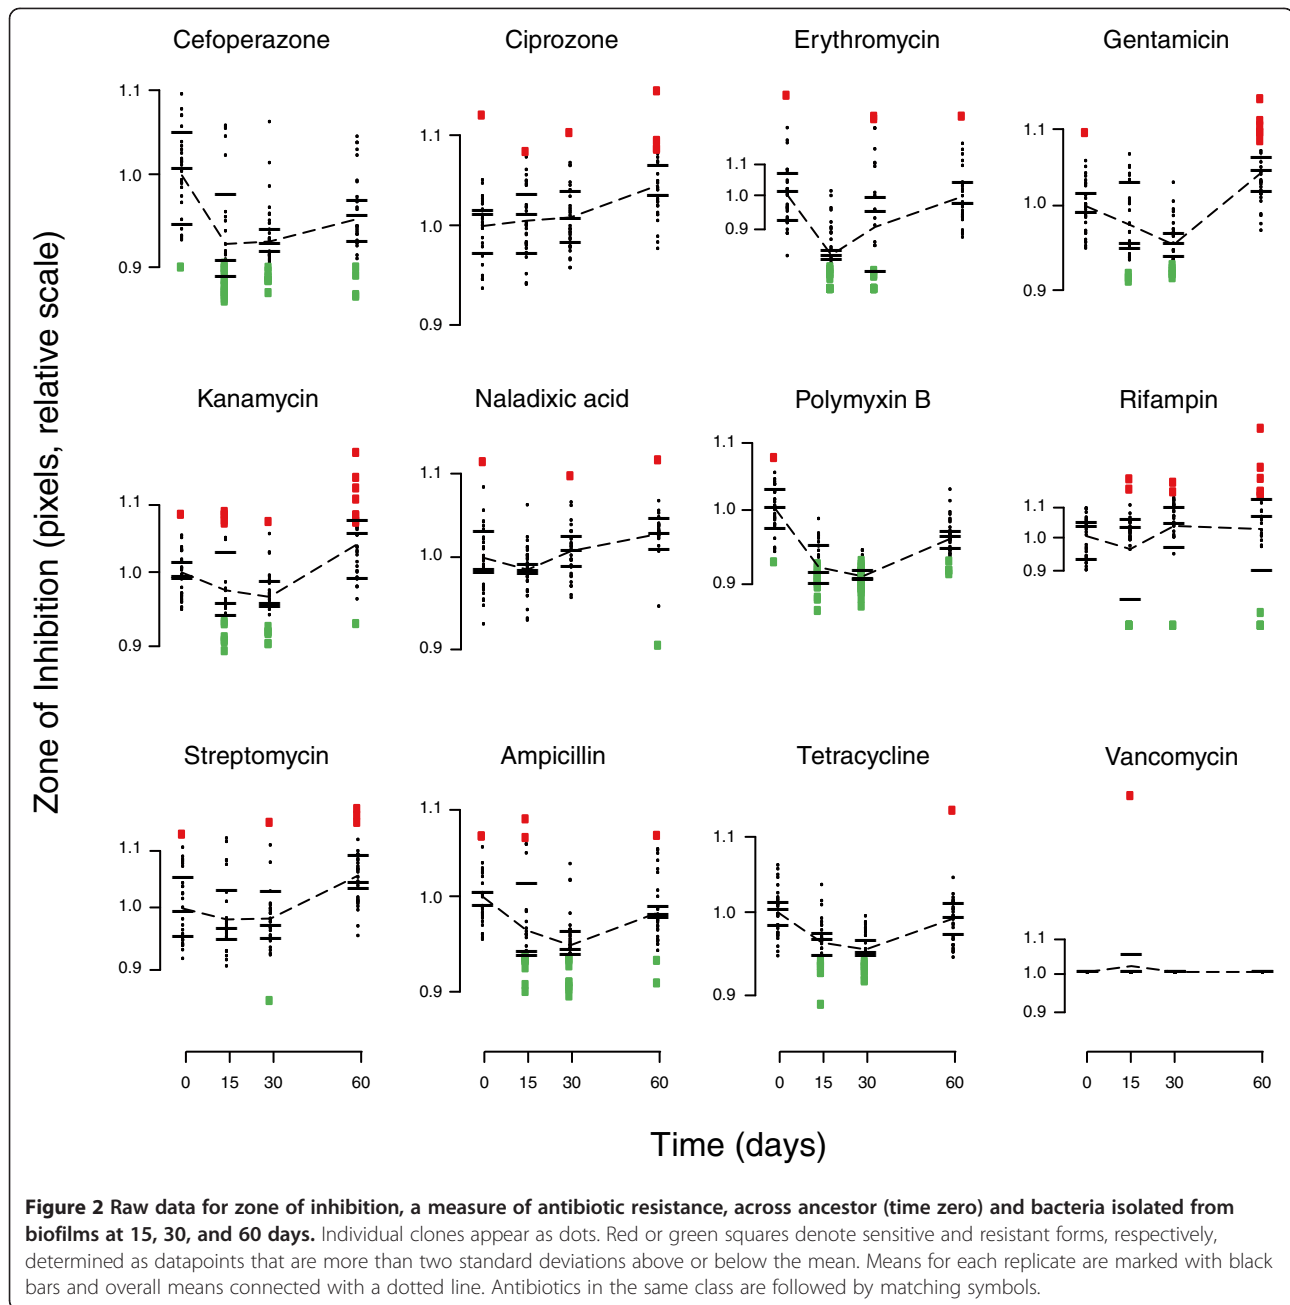 Cefoperazone
Ciprozone
Erythromycin
Gentamicin
1.1
1.0
0.9
1.1
1.0
0.9
1.1
1.0
0.9
1.1
1.0
0.9
Kanamycin
Naladixic acid
Polymyxin B
Rifampin
1.1
1.0
0.9
1.1
1.0
0.9
1.1
1.0
0.9
1.1
1.0
0.9
Streptomycin
Ampicillin
Tetracycline
Vancomycin
1.1
1.0
0.9
1.1
1.0
0.9
1.1
1.0
0.9
1.1
1.0
0.9
0 15 30 60
0 15 30 60
0 15 30 60
0 15 30 60
Zone of Inhibition (pixels, relative scale)
Time (days)
Figure 2 Raw data for zone of inhibition, a measure of antibiotic resistance, across ancestor (time zero) and bacteria isolated from
biofilms at 15, 30, and 60 days. Individual clones appear as dots. Red or green squares denote sensitive and resistant forms, respectively,
determined as datapoints that are more than two standard deviations above or below the mean. Means for each replicate are marked with black
bars and overall means connected with a dotted line. Antibiotics in the same class are followed by matching symbols.